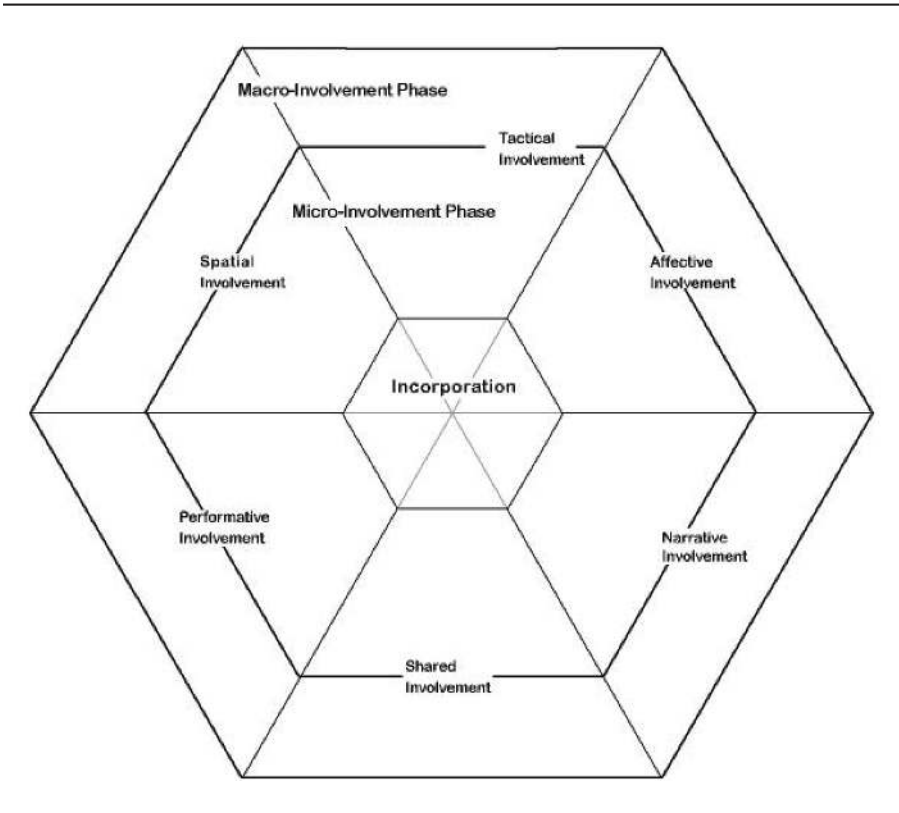 Macro-Involvement Phase
Tactical
Involvement
Micro-Involvement Phase
Spatial
Involvement
Affective
Involvement
Incorporation
Performative
Involvement
Narrative
Involvement
Shared
Involvement